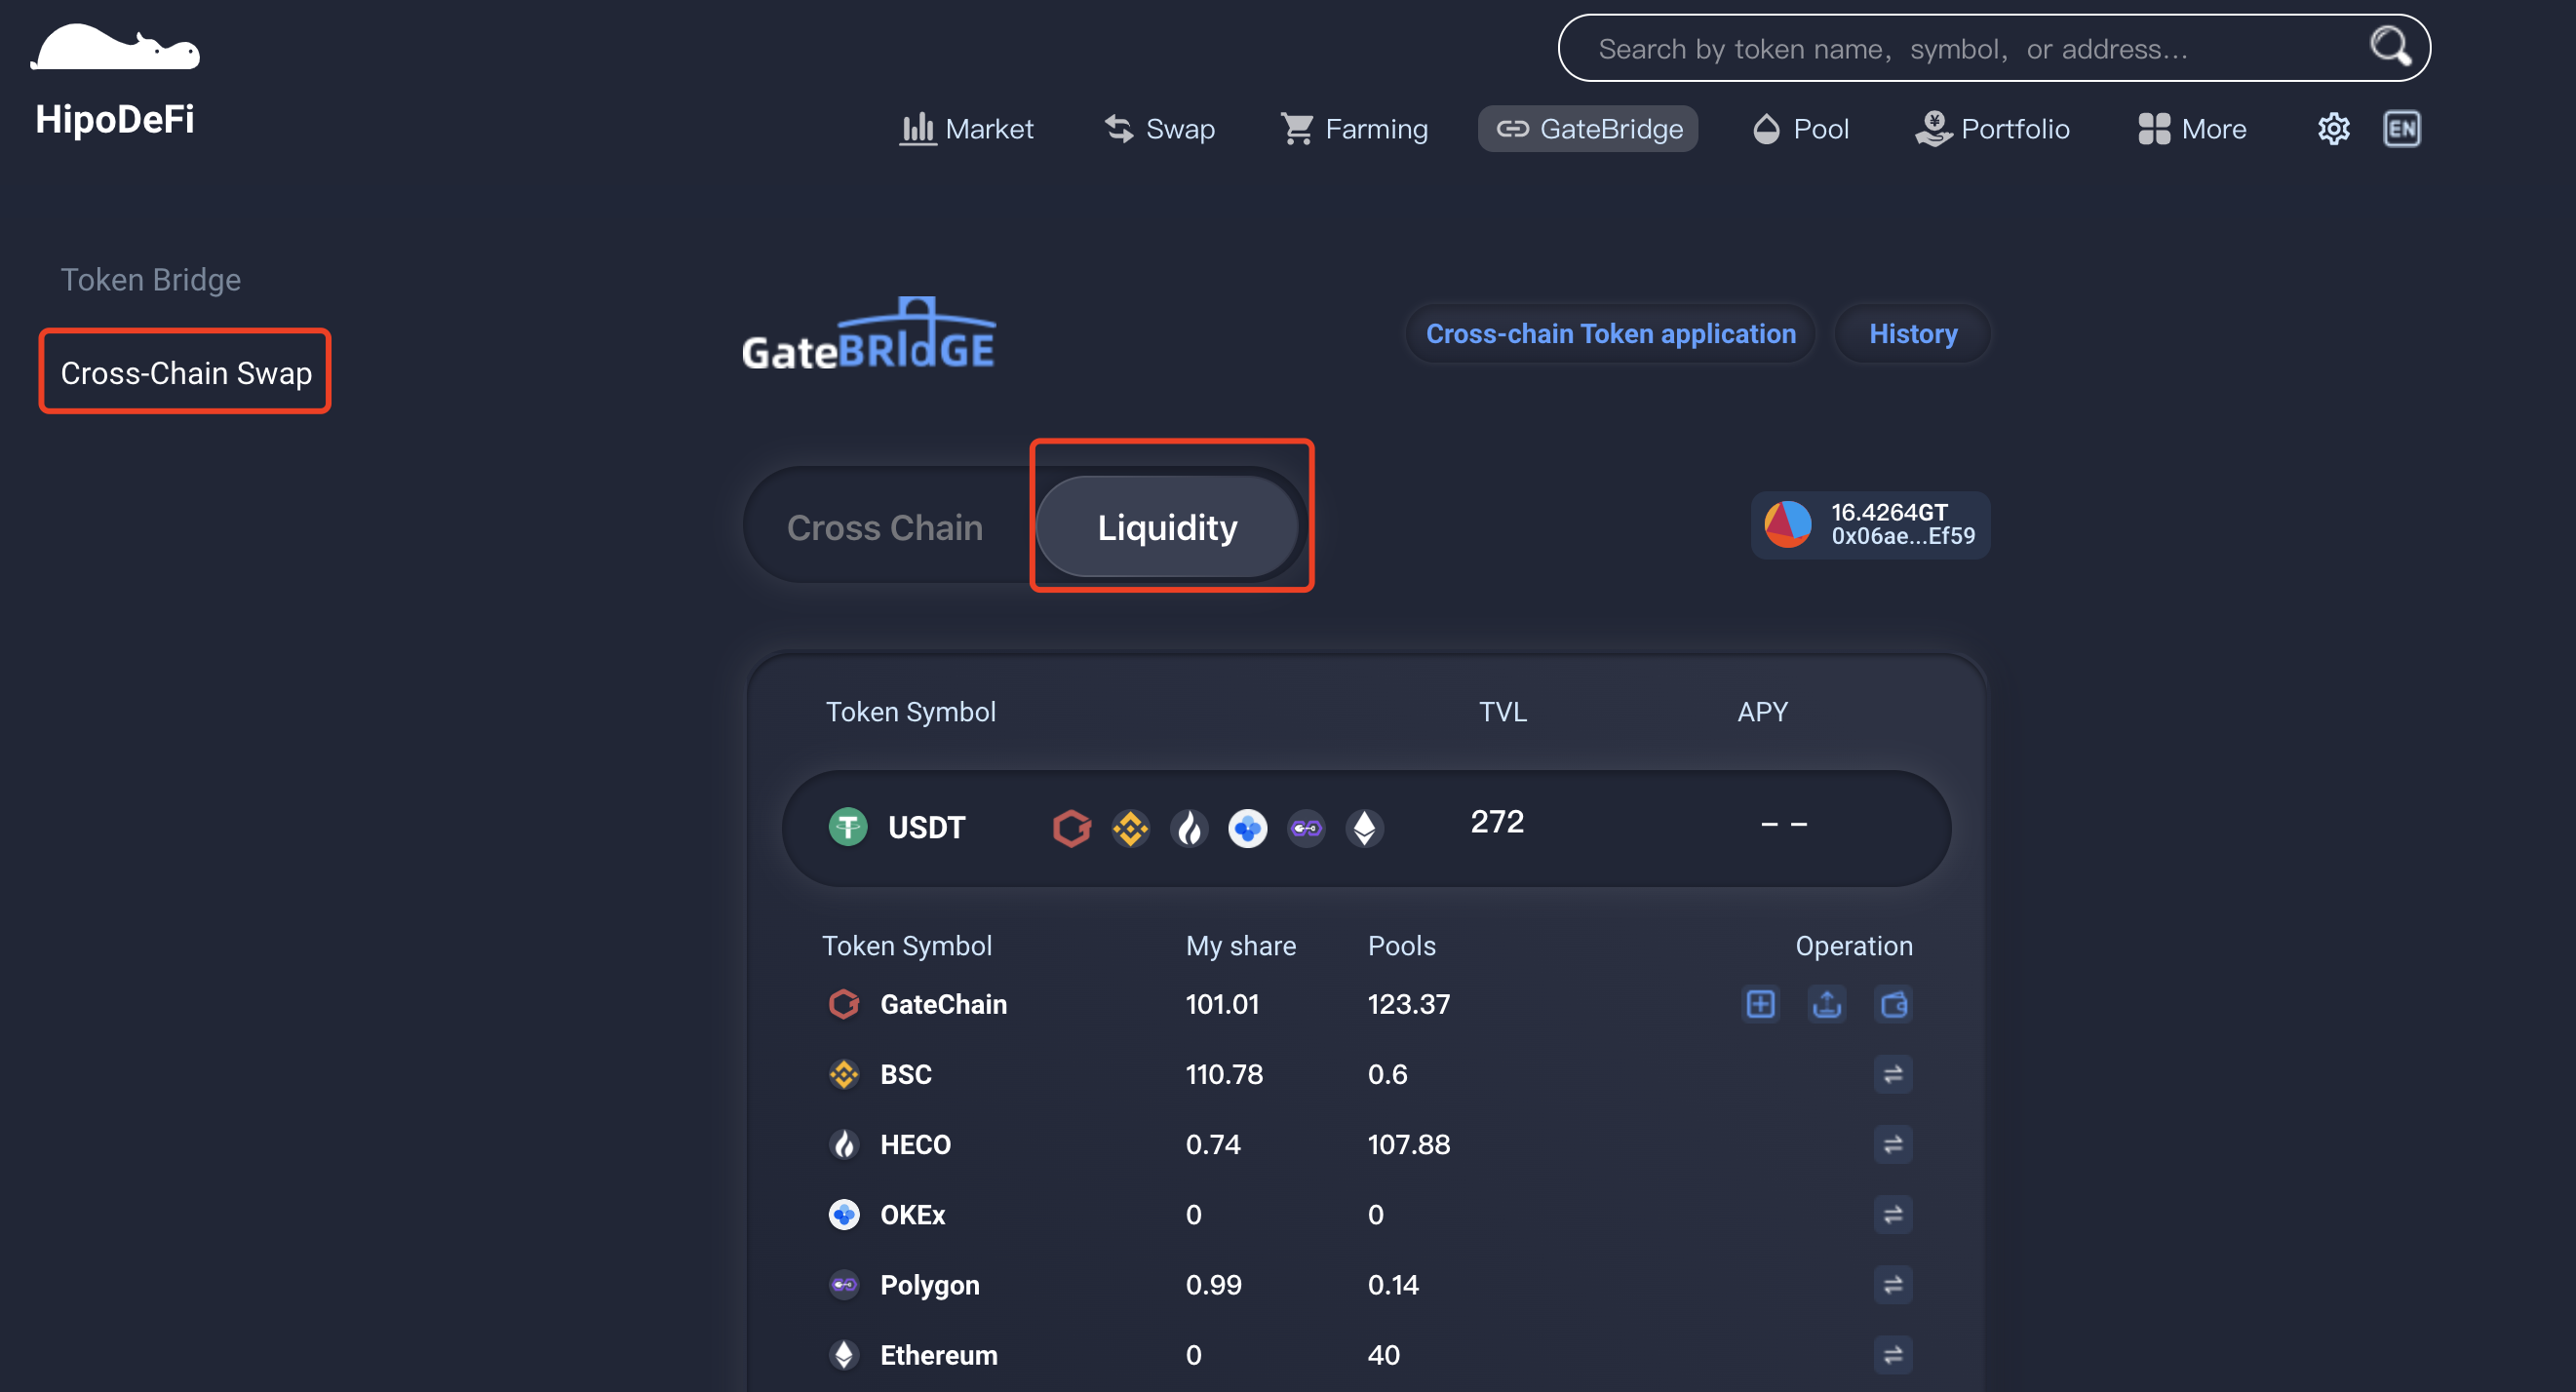 Search by token name, symbol, or address...
HipoDeFi
Market Swap Farming GateBridge Pool Portfolio More EN
Token Bridge
Cross-Chain Swap
GateBRIdGE
Cross-chain Token application History
Cross Chain Liquidity
16.4264GT
0x06ae...Ef59
Token Symbol TVL APY
USDT 272 – –
Token Symbol My share Pools Operation
GateChain 101.01 123.37
BSC 110.78 0.6
HECO 0.74 107.88
OKEx 0 0
Polygon 0.99 0.14
Ethereum 0 40